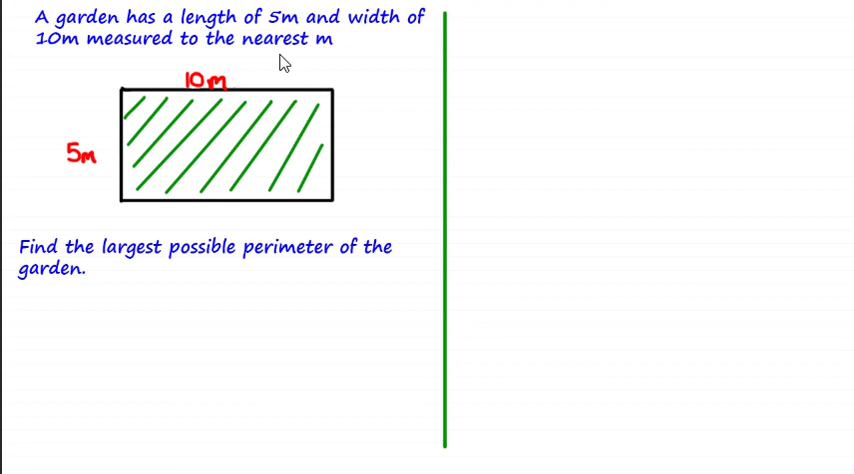 A garden has a length of 5m and width of
10m measured to the nearest m
10m
5m
Find the largest possible perimeter of the
garden.